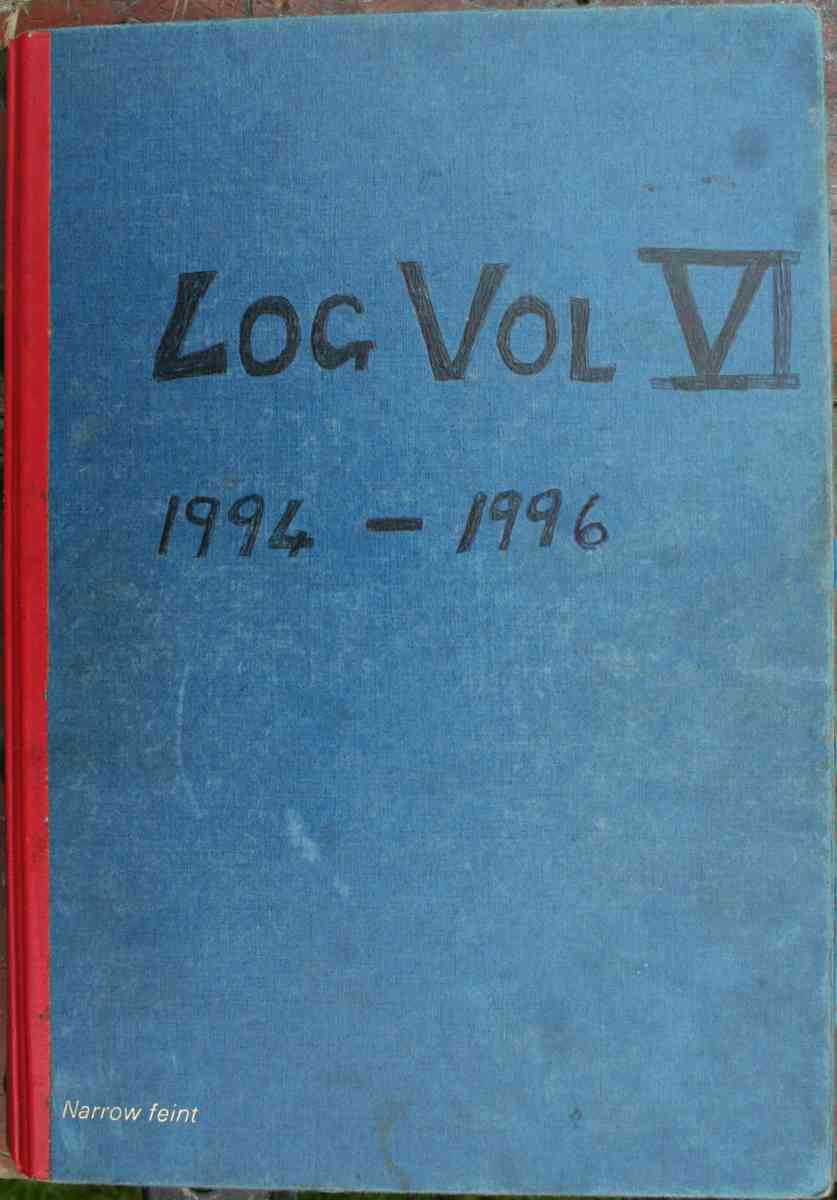 LOG VOL VI
1994 - 1996
Narrow feint